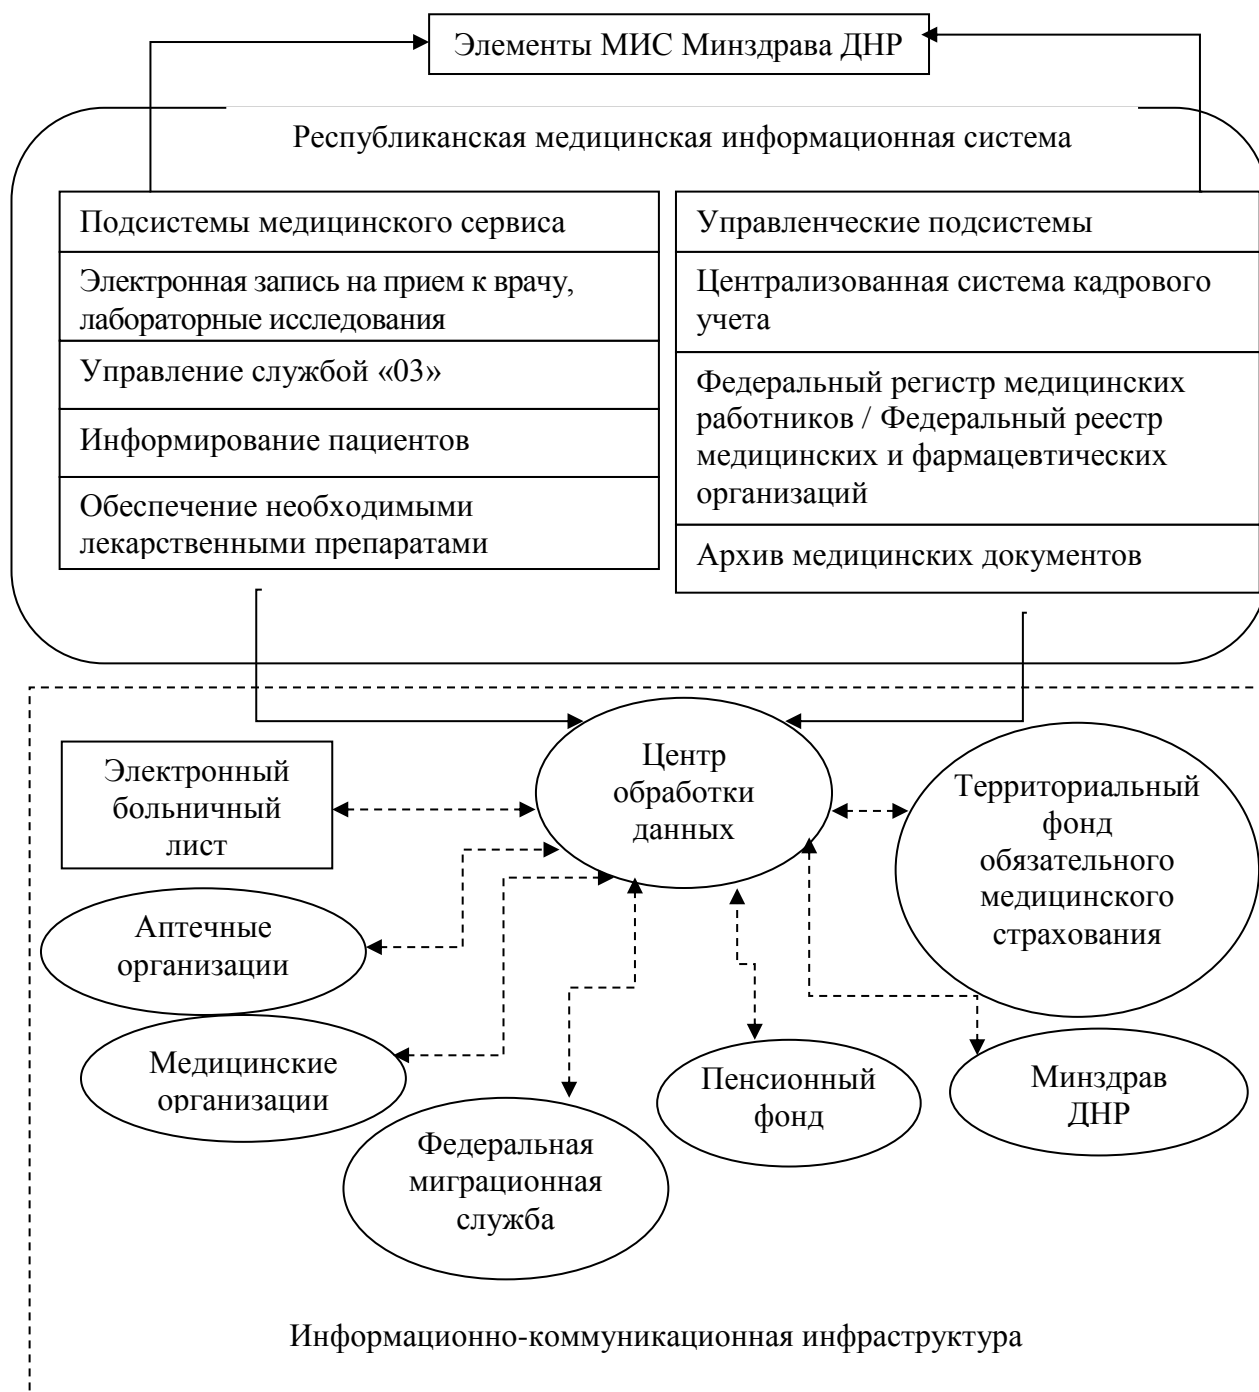 Элементы МИС Минздрава ДНР
Республиканская медицинская информационная система
Подсистемы медицинского сервиса
Электронная запись на прием к врачу,
лабораторные исследования
Управление службой «03»
Информирование пациентов
Обеспечение необходимыми
лекарственными препаратами
Управленческие подсистемы
Централизованная система кадрового
учета
Федеральный регистр медицинских
работников / Федеральный реестр
медицинских и фармацевтических
организаций
Архив медицинских документов
Центр
обработки
данных
Электронный
больничный
лист
Территориальный
фонд
обязательного
медицинского
страхования
Аптечные
организации
Медицинские
организации
Федеральная
миграционная
служба
Пенсионный
фонд
Минздрав
ДНР
Информационно-коммуникационная инфраструктура